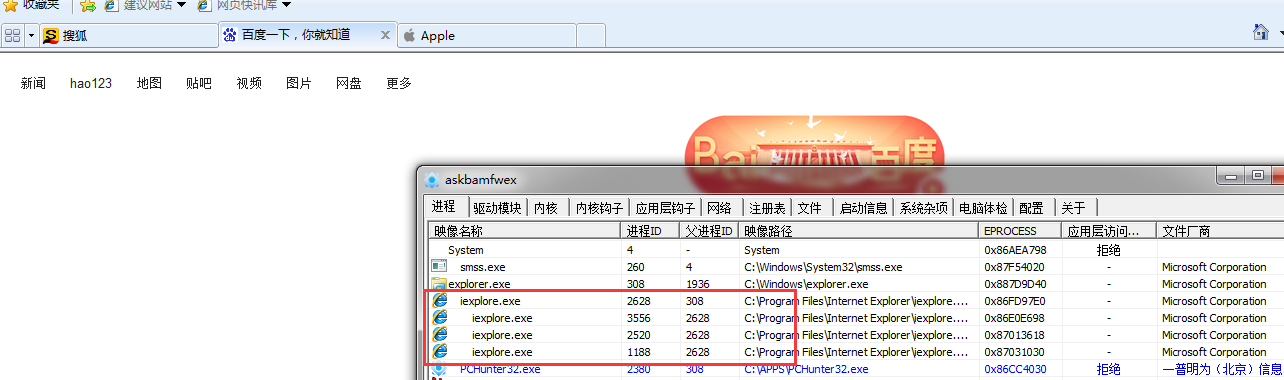 收藏夹 建议网站 网页快讯库
搜狐 百度一下，你就知道 Apple
新闻 hao123 地图 贴吧 视频 图片 网盘 更多
Bai 百度
askbamfwex
进程 驱动模块 内核 内核钩子 应用层钩子 网络 注册表 文件 启动信息 系统杂项 电脑体检 配置 关于
映像名称 进程ID 父进程ID 映像路径 EPROCESS 应用层访问... 文件厂商
System 4 - System 0x86AEA798 拒绝
smss.exe 260 4 C:\Windows\System32\smss.exe 0x87F54020 - Microsoft Corporation
explorer.exe 308 1936 C:\Windows\explorer.exe 0x887D9D40 - Microsoft Corporation
iexplore.exe 2628 308 C:\Program Files\Internet Explorer\iexplore.... 0x86FD97E0 - Microsoft Corporation
iexplore.exe 3556 2628 C:\Program Files\Internet Explorer\iexplore.... 0x86E0E698 - Microsoft Corporation
iexplore.exe 2520 2628 C:\Program Files\Internet Explorer\iexplore.... 0x87013618 - Microsoft Corporation
iexplore.exe 1188 2628 C:\Program Files\Internet Explorer\iexplore.... 0x87031030 - Microsoft Corporation
PCHunter32.exe 2380 308 C:\APPS\PCHunter32.exe 0x86CC4030 拒绝 一普明为（北京）信息